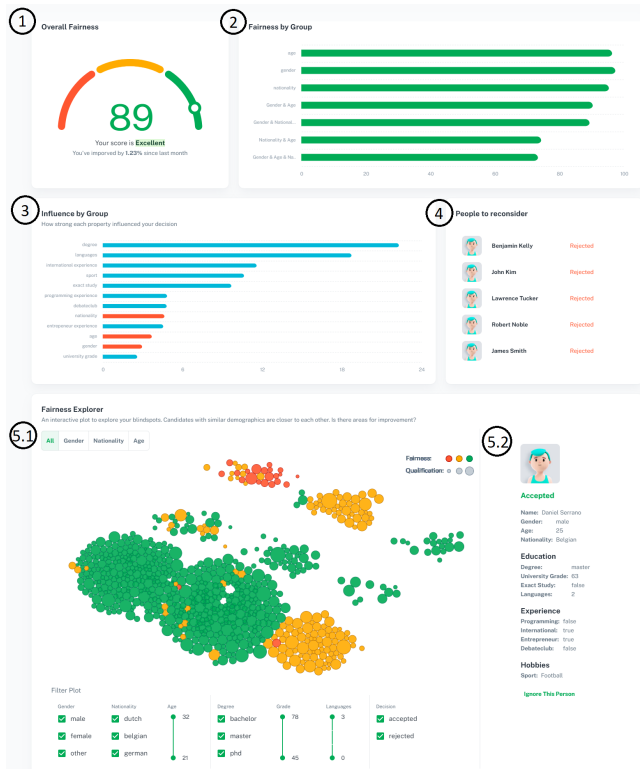 1
Overall Fairness
89
Your score is Excellent
You've imporved by 1.23% since last month
2
Fairness by Group
age
gender
nationality
Gender & Age
Gender & National...
Nationality & Age
Gender & Age & Na...
0 20 40 60 80 100
3
Influence by Group
How strong each property influenced your decision
degree
languages
international experience
sport
exact study
programming experience
debateclub
nationality
entrepeneur experience
age
gender
university grade
0 6 12 18 24
4
People to reconsider
Benjamin Kelly Rejected
John Kim Rejected
Lawrence Tucker Rejected
Robert Noble Rejected
James Smith Rejected
Fairness Explorer
An interactive plot to explore your blindspots. Candidates with similar demographics are closer to each other. Is there areas for improvement?
5.1
All Gender Nationality Age
Fairness:
Qualification:
Filter Plot
Gender Nationality Age Degree Grade Languages Decision
male dutch 32 bachelor 78 3 accepted
female belgian master rejected
other german 21 phd 45 0
5.2
Accepted
Name: Daniel Serrano
Gender: male
Age: 25
Nationality: Belgian
Education
Degree: master
University Grade: 63
Exact Study: false
Languages: 2
Experience
Programming: false
International: true
Entrepreneur: true
Debateclub: false
Hobbies
Sport: Football
Ignore This Person